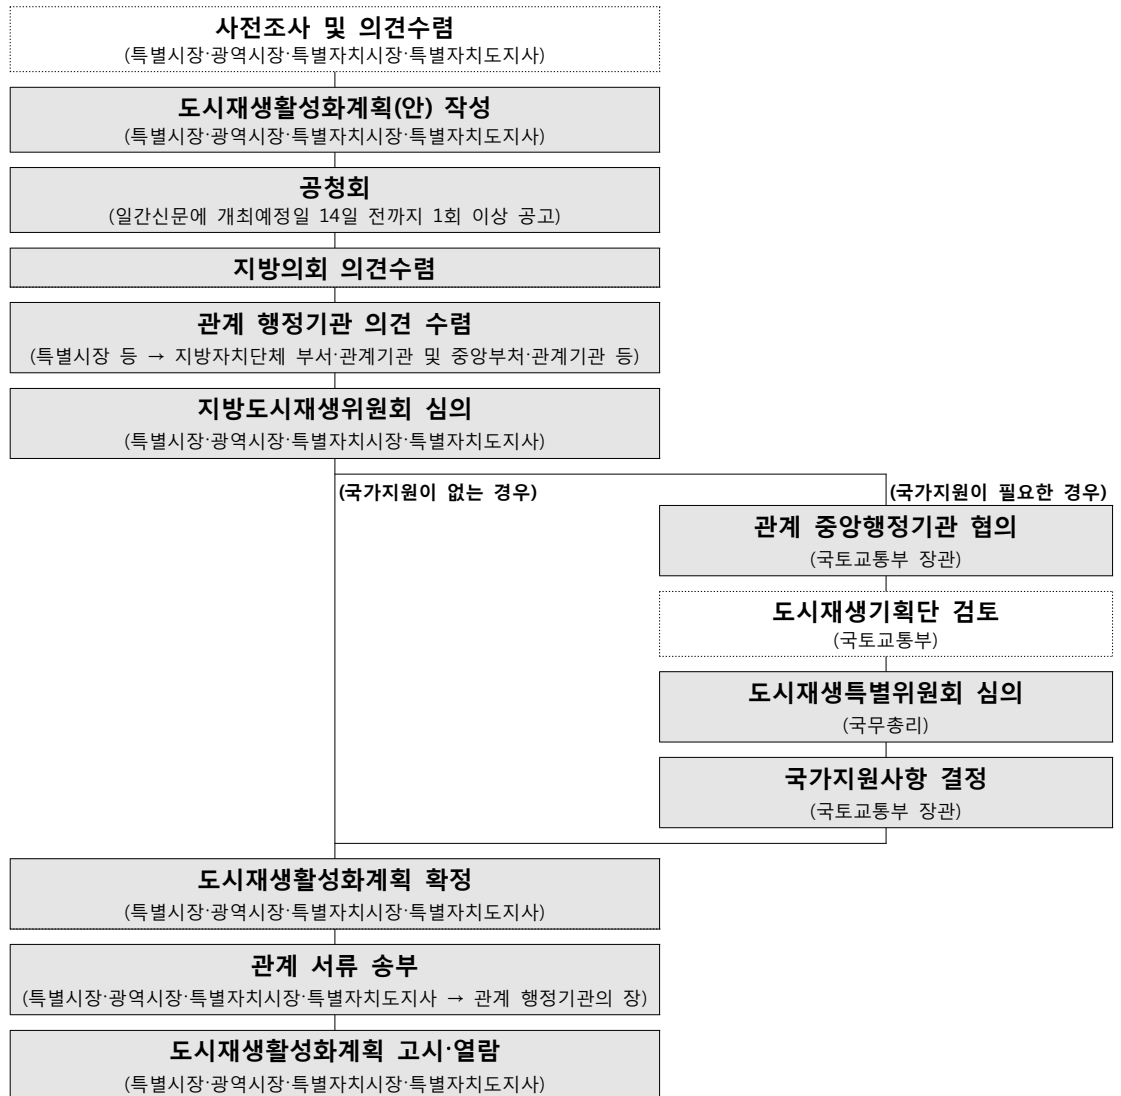 사전조사 및 의견수렴
(특별시장·광역시장·특별자치시장·특별자치도지사)
도시재생활성화계획(안) 작성
(특별시장·광역시장·특별자치시장·특별자치도지사)
공청회
(일간신문에 개최예정일 14일 전까지 1회 이상 공고)
지방의회 의견수렴
관계 행정기관 의견 수렴
(특별시장 등 → 지방자치단체 부서·관계기관 및 중앙부처·관계기관 등)
지방도시재생위원회 심의
(특별시장·광역시장·특별자치시장·특별자치도지사)
(국가지원이 없는 경우)
(국가지원이 필요한 경우)
관계 중앙행정기관 협의
(국토교통부 장관)
도시재생기획단 검토
(국토교통부)
도시재생특별위원회 심의
(국무총리)
국가지원사항 결정
(국토교통부 장관)
도시재생활성화계획 확정
(특별시장·광역시장·특별자치시장·특별자치도지사)
관계 서류 송부
(특별시장·광역시장·특별자치시장·특별자치도지사 → 관계 행정기관의 장)
도시재생활성화계획 고시·열람
(특별시장·광역시장·특별자치시장·특별자치도지사)